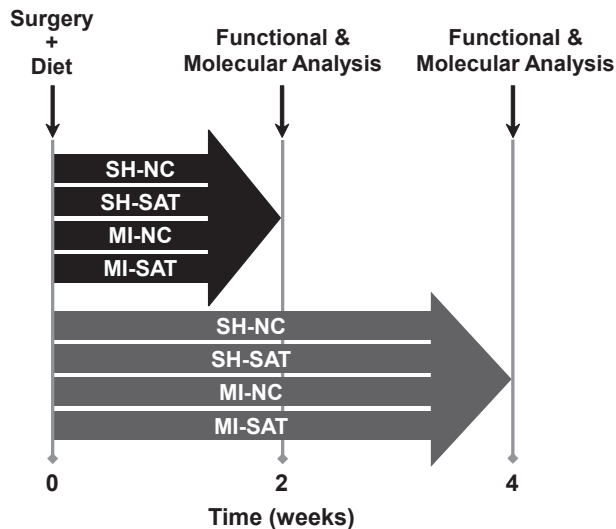 Surgery
+
Diet
Functional &
Molecular Analysis
Functional &
Molecular Analysis
SH-NC
SH-SAT
MI-NC
MI-SAT
SH-NC
SH-SAT
MI-NC
MI-SAT
0
2
4
Time (weeks)